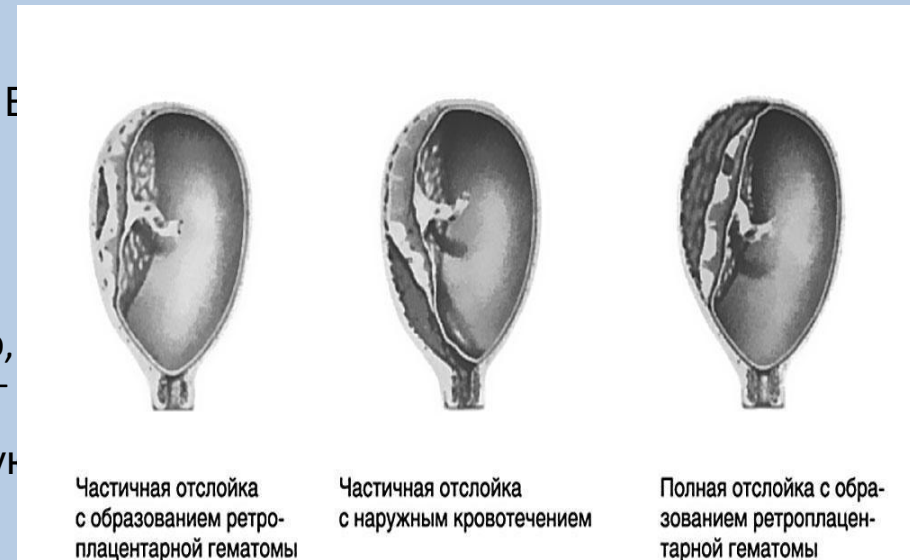 Частичная отслойка
с образованием ретро-
плацентарной гематомы
Частичная отслойка
с наружным кровотечением
Полная отслойка с обра-
зованием ретроплацен-
тарной гематомы